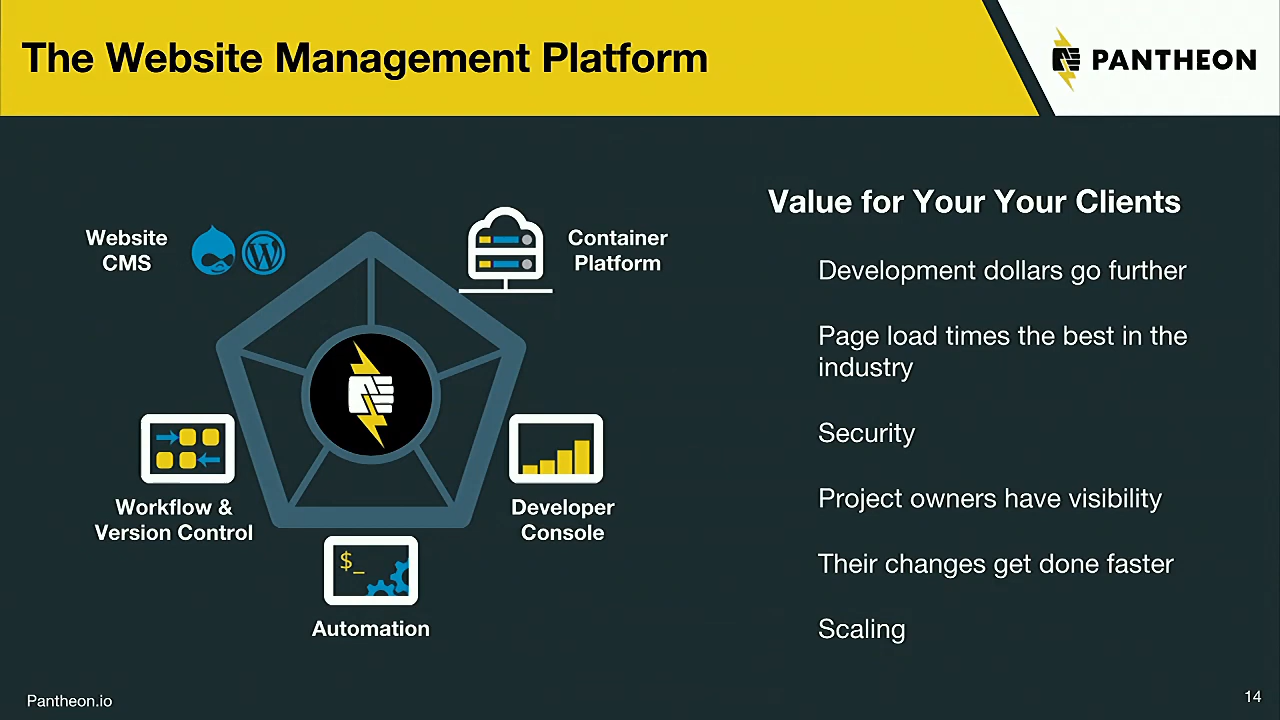 The Website Management Platform
PANTHEON
Website
CMS
Container
Platform
Workflow &
Version Control
Developer
Console
$_
Automation
Value for Your Your Clients
Development dollars go further
Page load times the best in the
industry
Security
Project owners have visibility
Their changes get done faster
Scaling
Pantheon.io
14